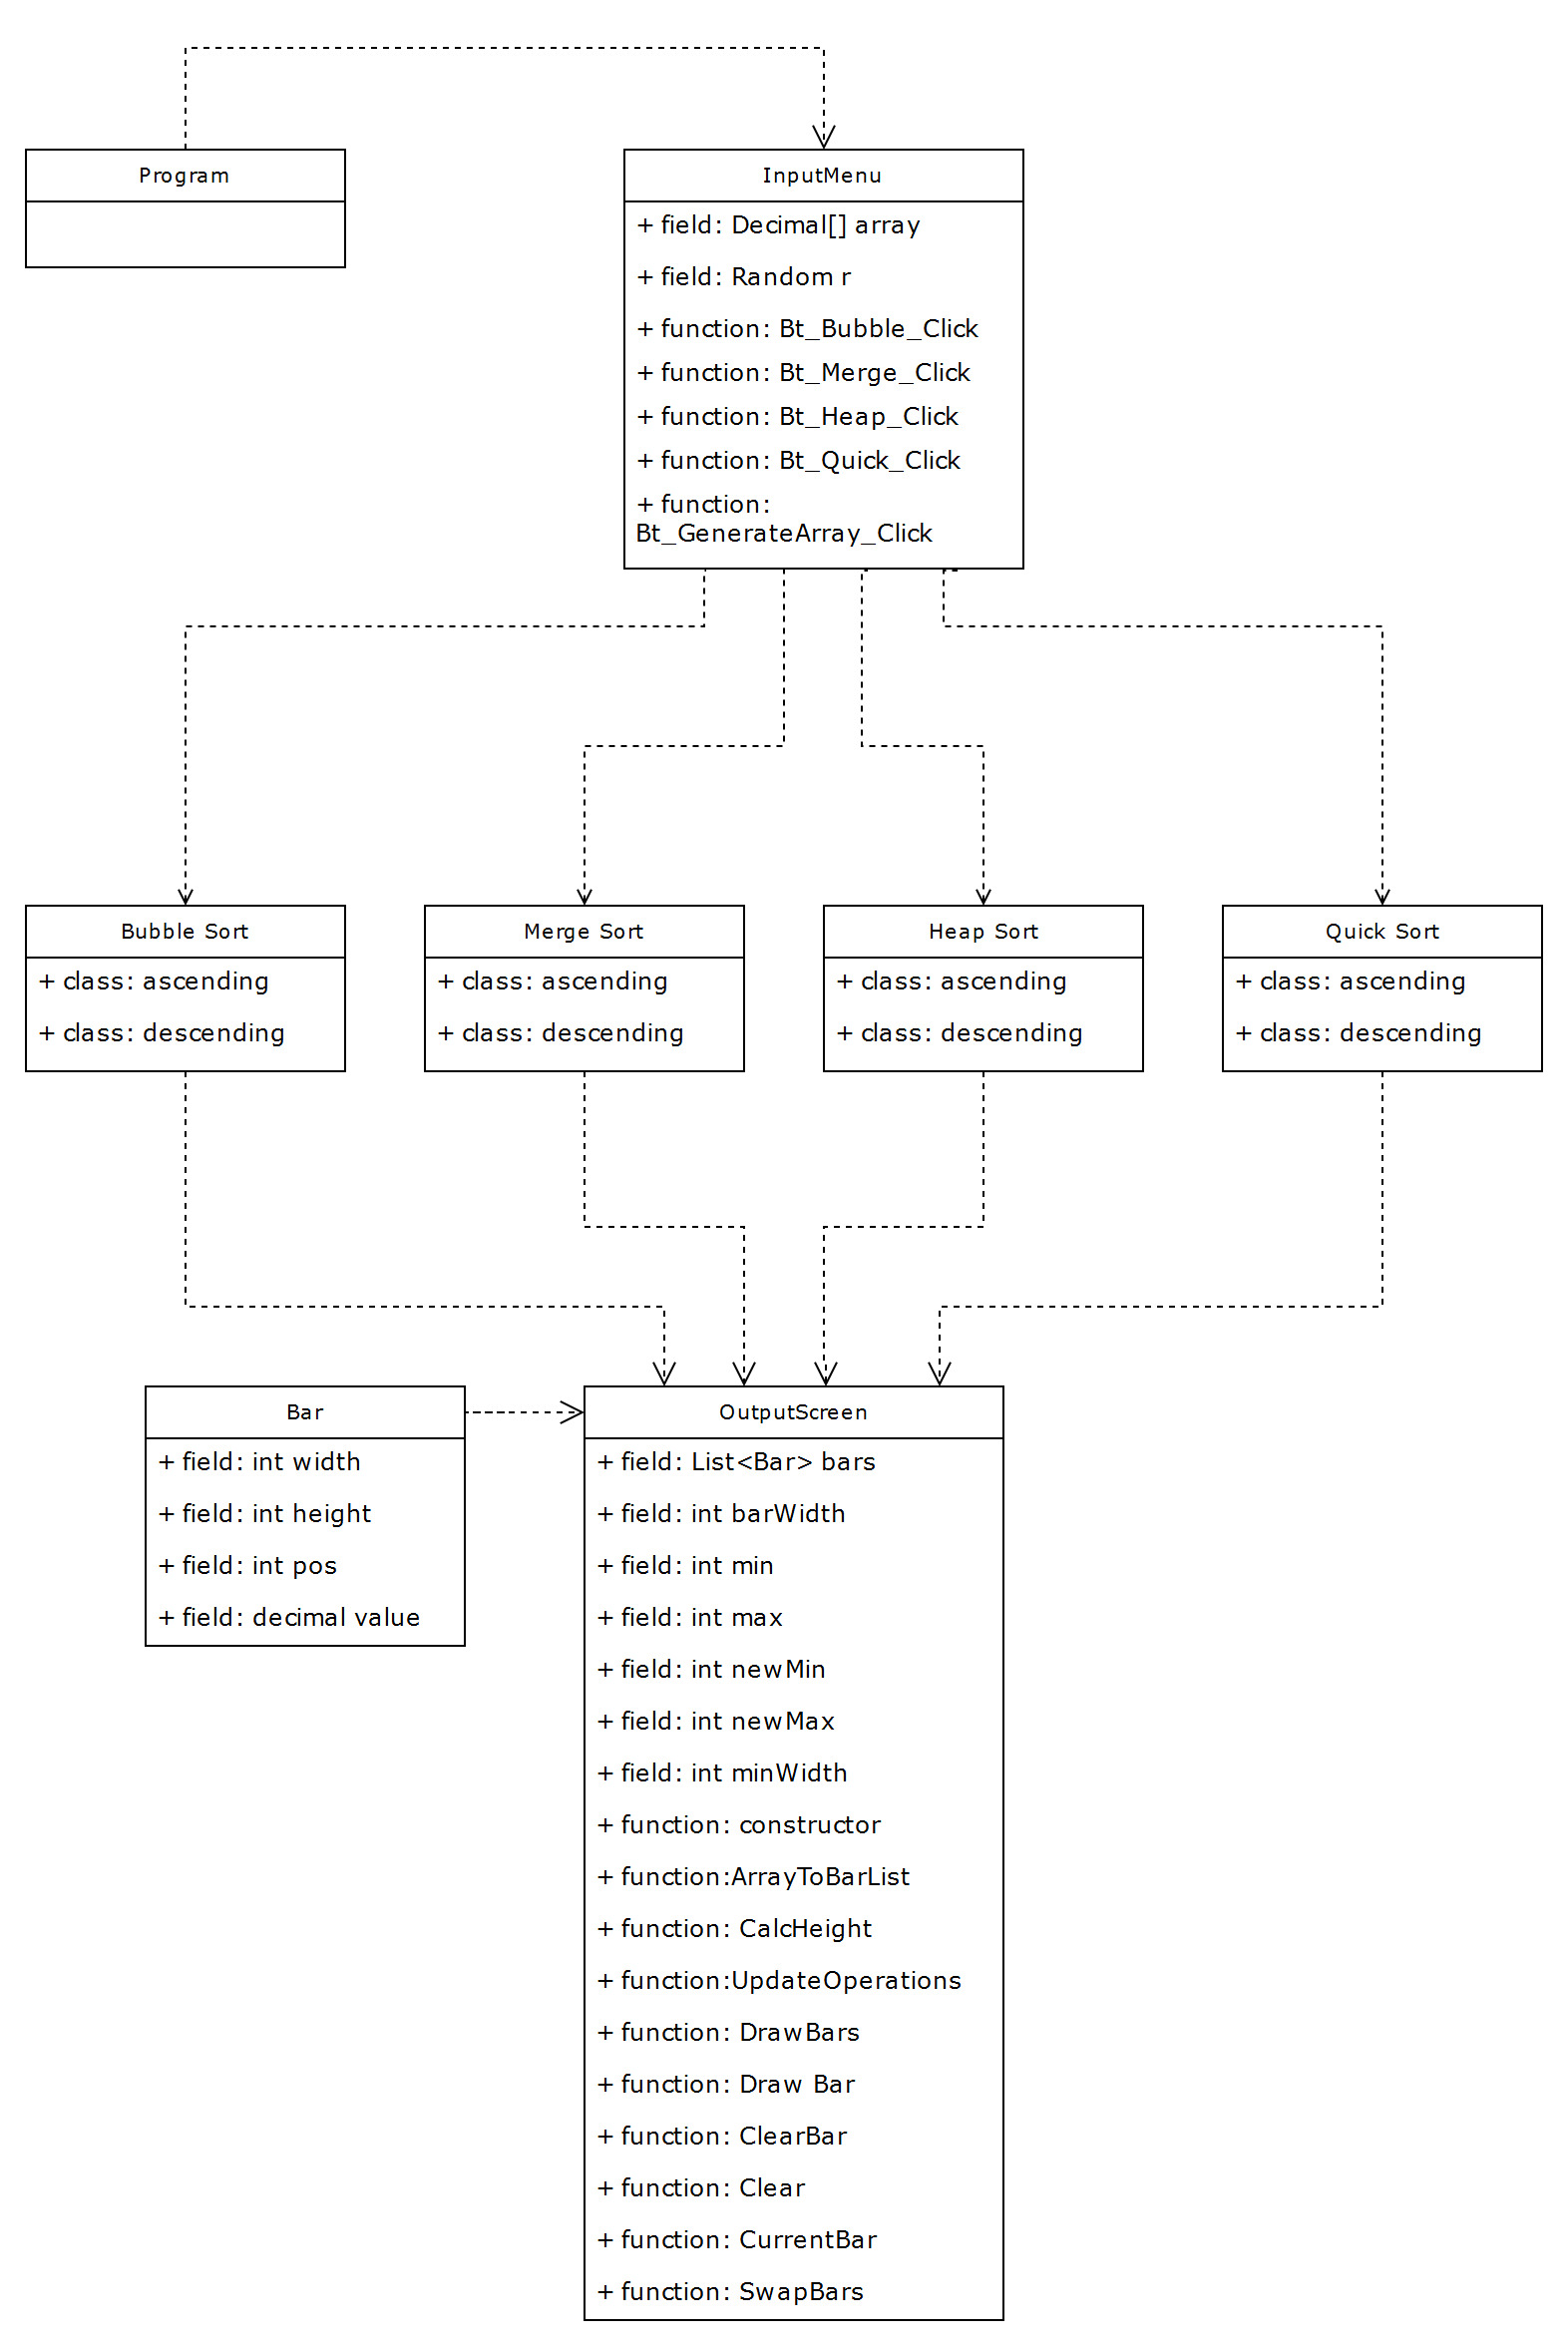 Program
InputMenu
+ field: Decimal[] array
+ field: Random r
+ function: Bt_Bubble_Click
+ function: Bt_Merge_Click
+ function: Bt_Heap_Click
+ function: Bt_Quick_Click
+ function:
Bt_GenerateArray_Click
Bubble Sort
+ class: ascending
+ class: descending
Merge Sort
+ class: ascending
+ class: descending
Heap Sort
+ class: ascending
+ class: descending
Quick Sort
+ class: ascending
+ class: descending
Bar
+ field: int width
+ field: int height
+ field: int pos
+ field: decimal value
OutputScreen
+ field: List<Bar> bars
+ field: int barWidth
+ field: int min
+ field: int max
+ field: int newMin
+ field: int newMax
+ field: int minWidth
+ function: constructor
+ function:ArrayToBarList
+ function: CalcHeight
+ function:UpdateOperations
+ function: DrawBars
+ function: Draw Bar
+ function: ClearBar
+ function: Clear
+ function: CurrentBar
+ function: SwapBars